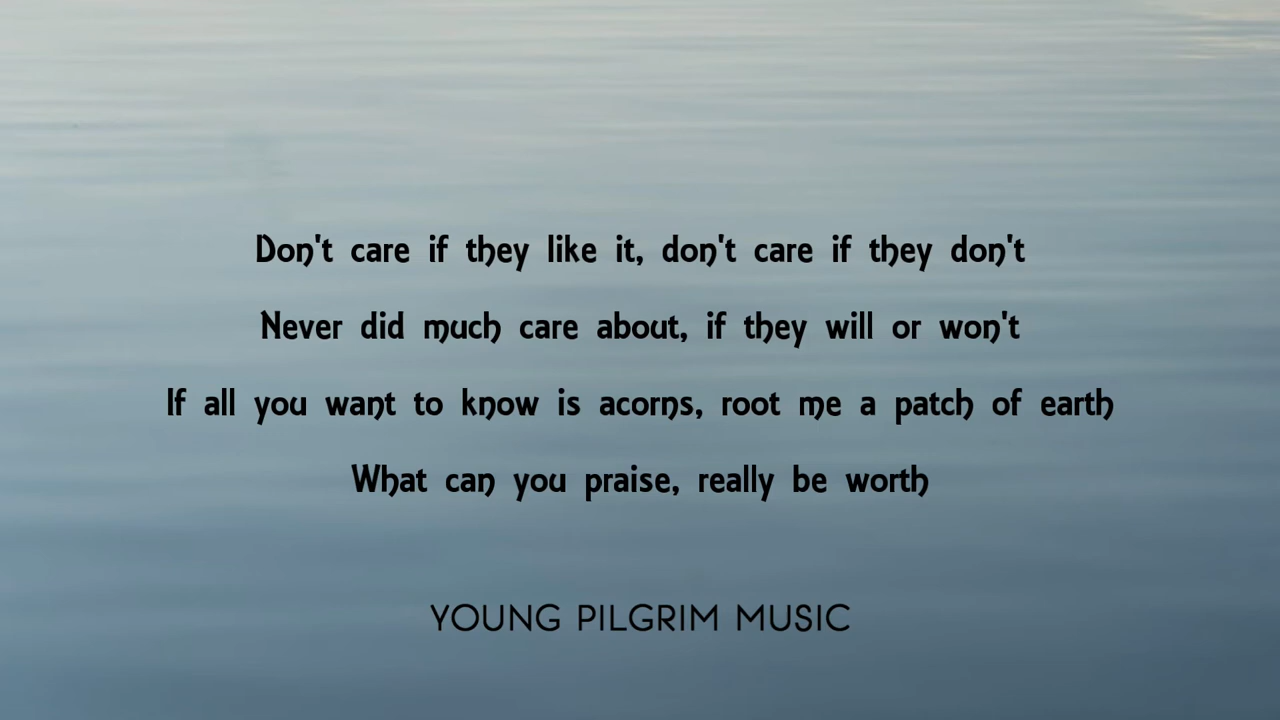 Don't care if they like it, don't care if they don't
Never did much care about, if they will or won't
If all you want to know is acorns, root me a patch of earth
What can you praise, really be worth
YOUNG PILGRIM MUSIC